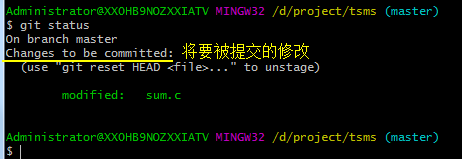 Administrator@XXOHB9NOZXXIATV MINGW32 /d/project/tsms (master)
$ git status
On branch master
Changes to be committed: 将要被提交的修改
(use "git reset HEAD <file>..." to unstage)
modified: sum.c
Administrator@XXOHB9NOZXXIATV MINGW32 /d/project/tsms (master)
$